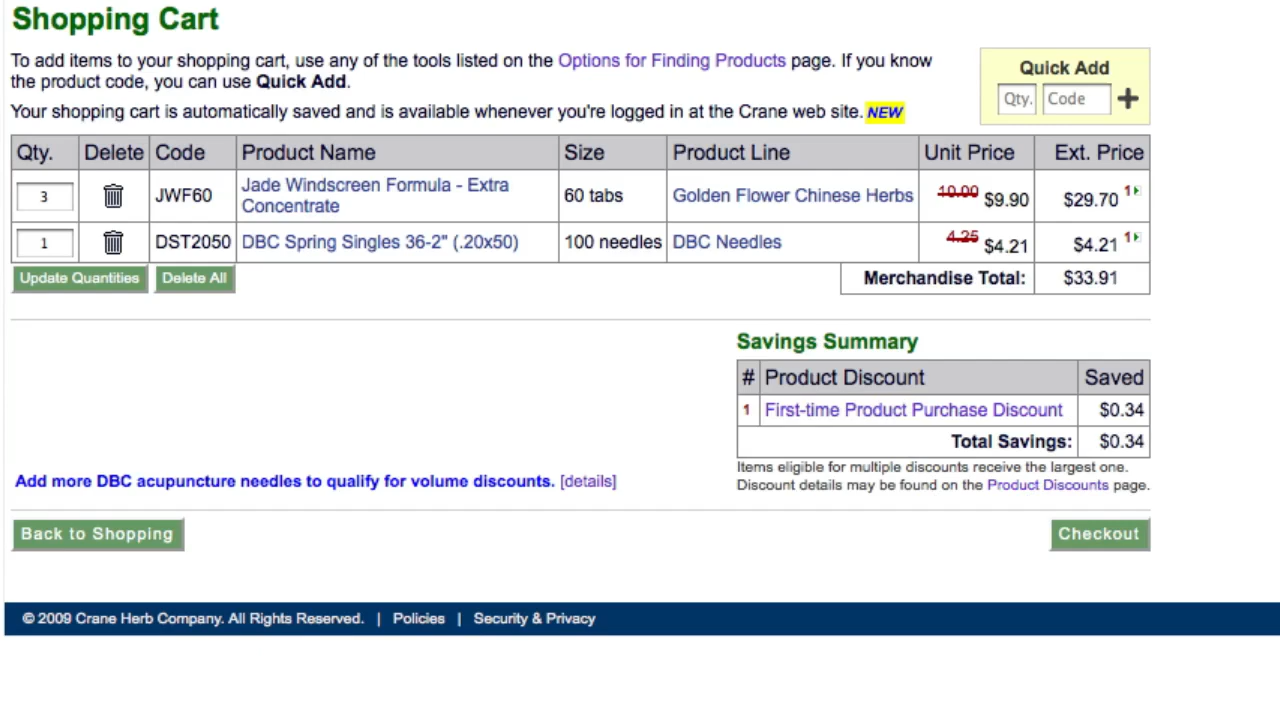 Shopping Cart
To add items to your shopping cart, use any of the tools listed on the Options for Finding Products page. If you know
the product code, you can use Quick Add.
Your shopping cart is automatically saved and is available whenever you're logged in at the Crane web site. NEW
Quick Add
Qty. Code
Qty. Delete Code Product Name Size Product Line Unit Price Ext. Price
3 JWF60 Jade Windscreen Formula - Extra Concentrate 60 tabs Golden Flower Chinese Herbs 10.00 $9.90 $29.70 1
1 DST2050 DBC Spring Singles 36-2" (.20x50) 100 needles DBC Needles 4.25 $4.21 $4.21 1
Update Quantities Delete All Merchandise Total: $33.91
Savings Summary
# Product Discount Saved
1 First-time Product Purchase Discount $0.34
Total Savings: $0.34
Items eligible for multiple discounts receive the largest one.
Discount details may be found on the Product Discounts page.
Add more DBC acupuncture needles to qualify for volume discounts. [details]
Back to Shopping Checkout
© 2009 Crane Herb Company. All Rights Reserved. | Policies | Security & Privacy